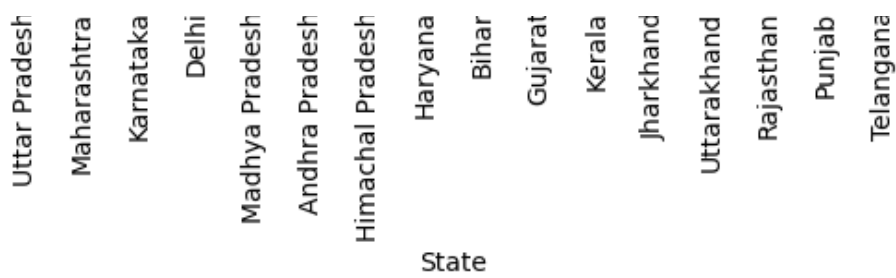 Uttar Pradesh
Maharashtra
Karnataka
Delhi
Madhya Pradesh
Andhra Pradesh
Himachal Pradesh
Haryana
Bihar
Gujarat
Kerala
Jharkhand
Uttarakhand
Rajasthan
Punjab
Telangana
State